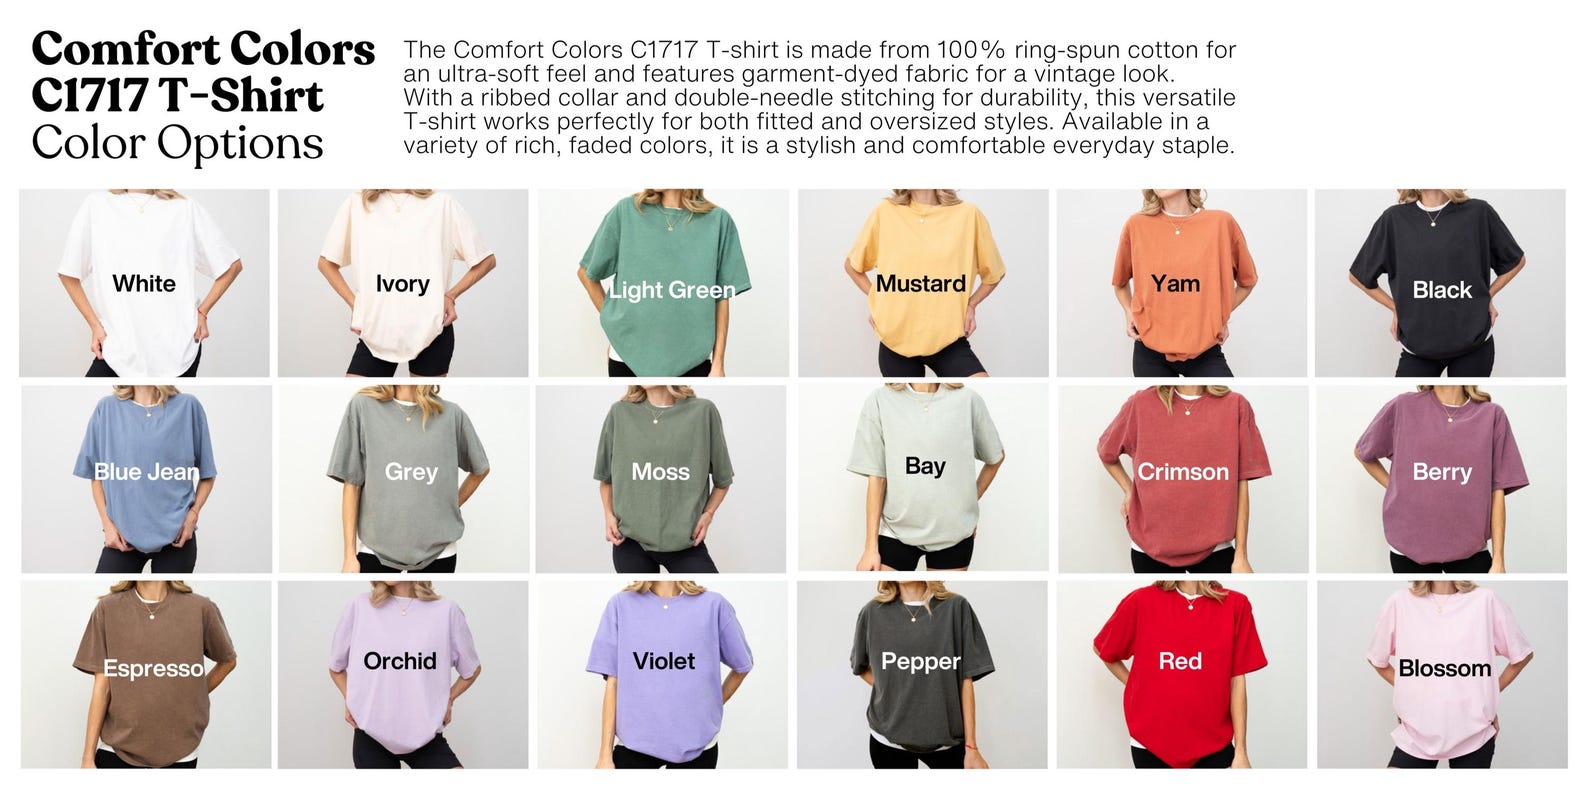 Comfort Colors
C1717 T-Shirt
Color Options
The Comfort Colors C1717 T-shirt is made from 100% ring-spun cotton for
an ultra-soft feel and features garment-dyed fabric for a vintage look.
With a ribbed collar and double-needle stitching for durability, this versatile
T-shirt works perfectly for both fitted and oversized styles. Available in a
variety of rich, faded colors, it is a stylish and comfortable everyday staple.
White
Ivory
Light Green
Mustard
Yam
Black
Blue Jean
Grey
Moss
Bay
Crimson
Berry
Espresso
Orchid
Violet
Pepper
Red
Blossom